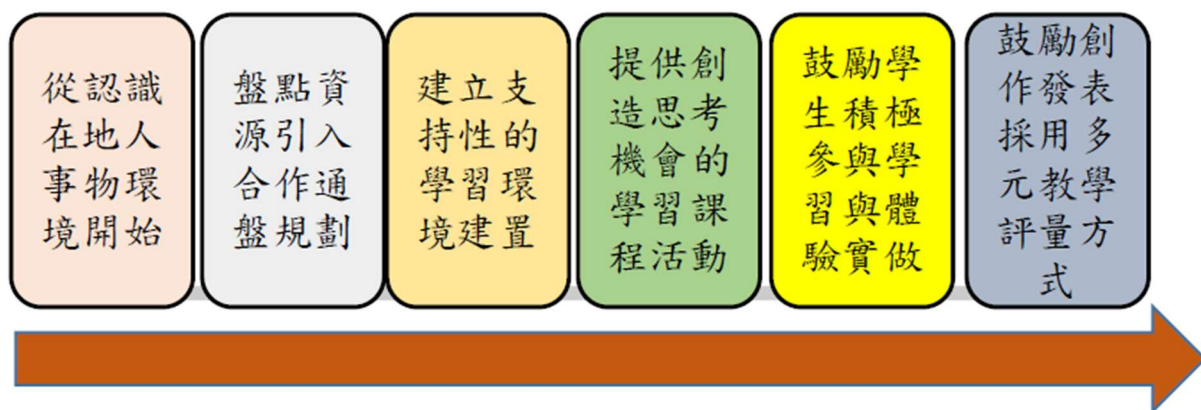 從認識
在地人
事物環
境開始
盤點資
源引入
合作通
盤規劃
建立支
持性的
學習環
境建置
提供創
造思考
機會的
學習課
程活動
鼓勵學
生積極
參與學
習與體
驗實做
鼓勵創
作發表
採用多
元教學
評量方
式